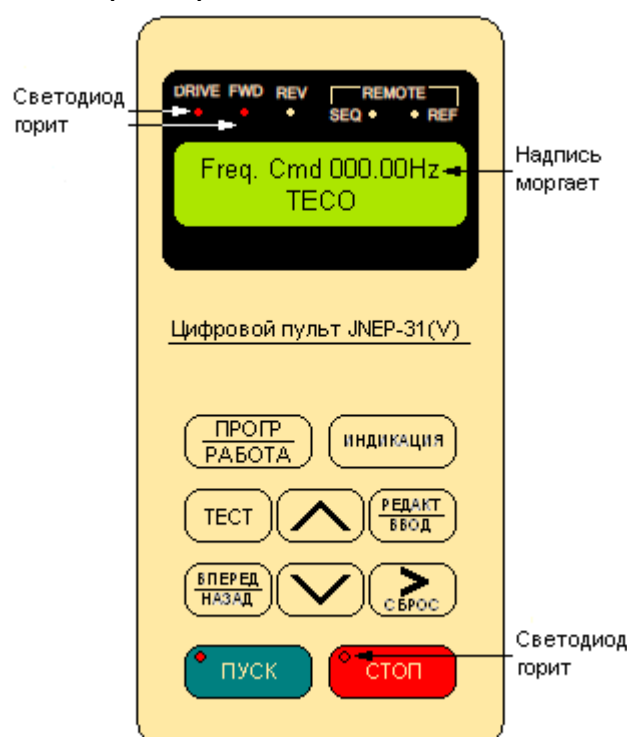 DRIVE FWD REV REMOTE
SEQ REF
Светодиод
горит
Freq. Cmd 000.00Hz
TECO
Надпись
моргает
Цифровой пульт JNEP-31(V)
ПРОГР
РАБОТА
ИНДИКАЦИЯ
ТЕСТ
РЕДАКТ
ВВОД
ВПЕРЕД
НАЗАД
>
СБРОС
ПУСК
СТОП
Светодиод
горит